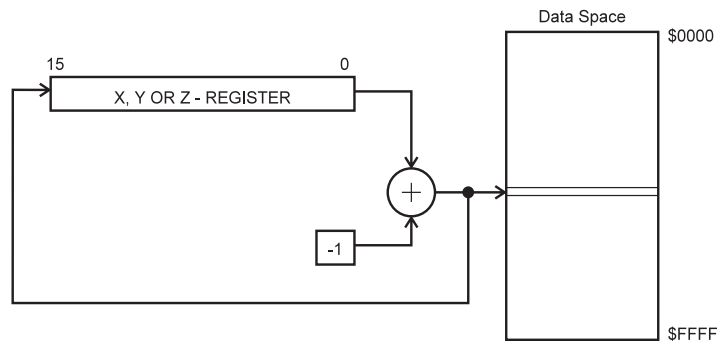 Data Space
$0000
15 0
X, Y OR Z - REGISTER
+
-1
$FFFF